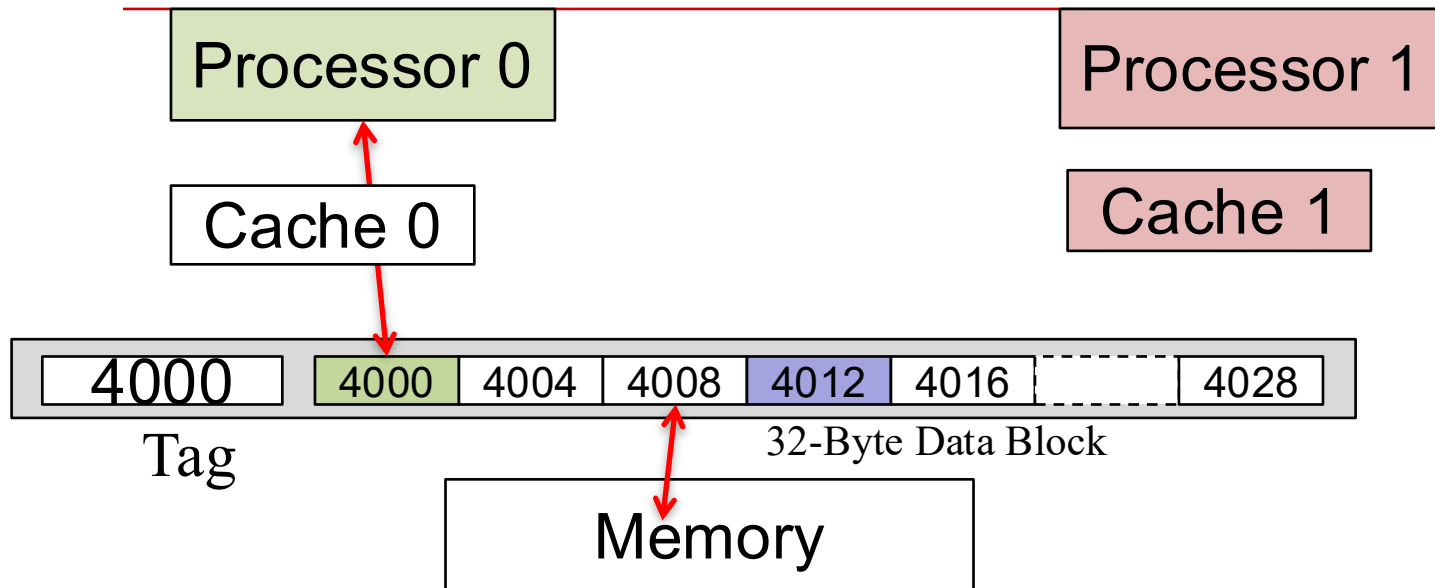 Processor 0
Processor 1
Cache 0
Cache 1
4000 4000 4004 4008 4012 4016 4028
Tag
32-Byte Data Block
Memory